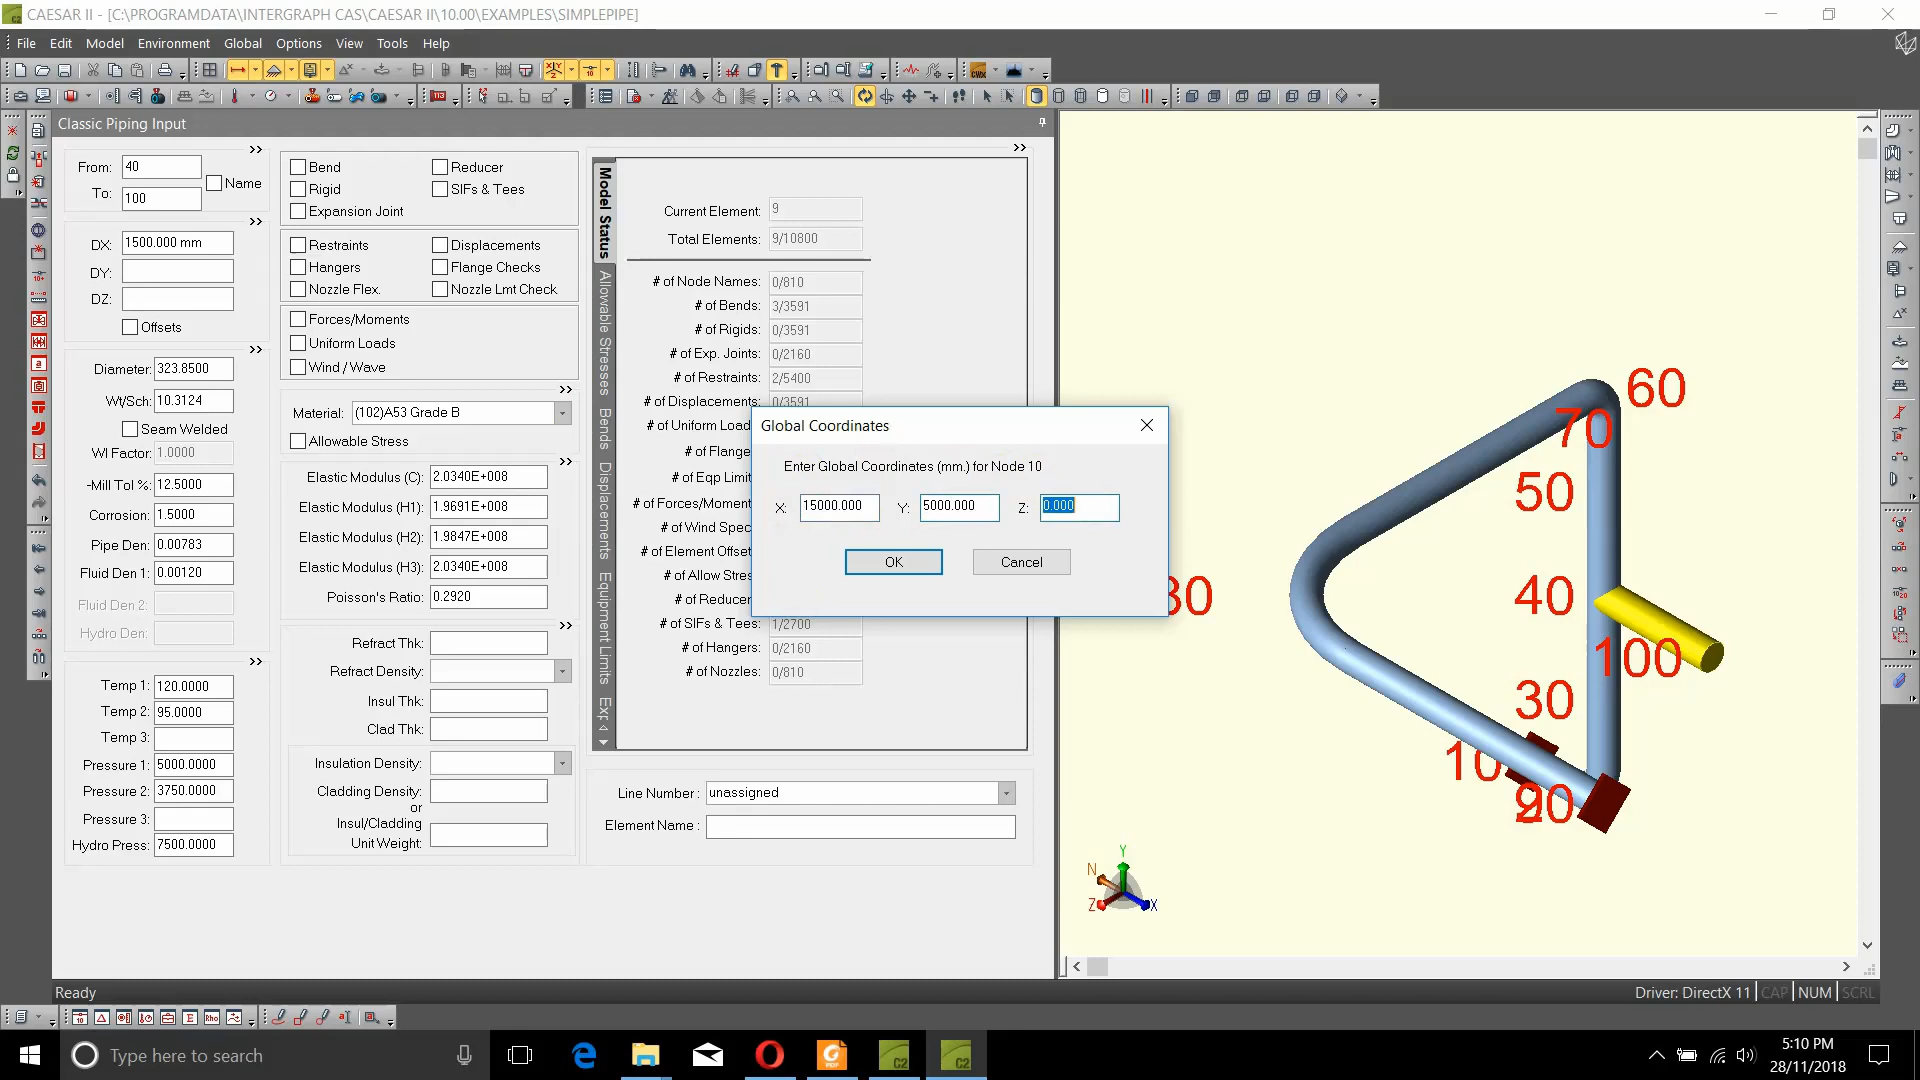 CAESAR II - [C:\PROGRAMDATA\INTERGRAPH CAS\CAESAR II\10.00\EXAMPLES\SIMPLEPIPE]
File Edit Model Environment Global Options View Tools Help
Classic Piping Input
From: 40
To: 100
Name
DX: 1500.000 mm
DY:
DZ:
Offsets
Diameter: 323.8500
Wt/Sch: 10.3124
Seam Welded
WI Factor: 1.0000
-Mill Tol %: 12.5000
Corrosion: 1.5000
Pipe Den: 0.00783
Fluid Den 1: 0.00120
Fluid Den 2:
Hydro Den:
Temp 1: 120.0000
Temp 2: 95.0000
Temp 3:
Pressure 1: 5000.0000
Pressure 2: 3750.0000
Pressure 3:
Hydro Press: 7500.0000
Bend Reducer
Rigid SIFs & Tees
Expansion Joint
Restraints Displacements
Hangers Flange Checks
Nozzle Flex. Nozzle Lmt Check
Forces/Moments
Uniform Loads
Wind / Wave
Material: (102)A53 Grade B
Allowable Stress
Elastic Modulus (C): 2.0340E+008
Elastic Modulus (H1): 1.9691E+008
Elastic Modulus (H2): 1.9847E+008
Elastic Modulus (H3): 2.0340E+008
Poisson's Ratio: 0.2920
Refract Thk:
Refract Density:
Insul Thk:
Clad Thk:
Insulation Density:
Cladding Density:
or
Insul/Cladding
Unit Weight:
Model Status
Allowable Stresses
Bends
Displacements
Equipment Limits
Current Element: 9
Total Elements: 9/10800
# of Node Names: 0/810
# of Bends: 3/3591
# of Rigids: 0/3591
# of Exp. Joints: 0/2160
# of Restraints: 2/5400
# of Displacements: 0/3591
# of Uniform Load
# of Flange
# of Eqp Limit
# of Forces/Moment
# of Wind Spec
# of Element Offset
# of Allow Stres
# of Reducer
# of SIFs & Tees: 1/2700
# of Hangers: 0/2160
# of Nozzles: 0/810
Line Number : unassigned
Element Name :
Global Coordinates
Enter Global Coordinates (mm.) for Node 10
X: 15000.000 Y: 5000.000 Z: 0.000
OK Cancel
60
70
50
40
80
100
30
10
20
Y
N
Z
X
Ready
Driver: DirectX 11 CAP NUM SCRL
Type here to search
5:10 PM
28/11/2018